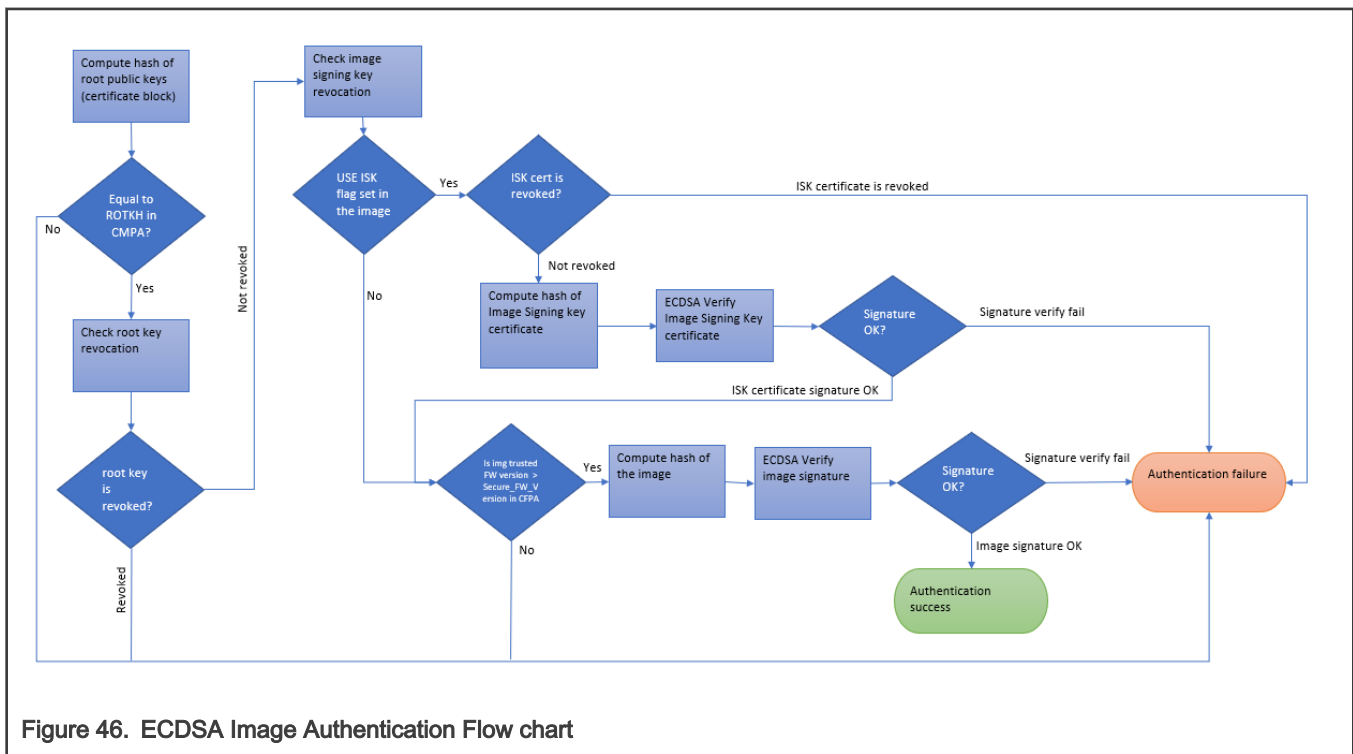 Compute hash of
root public keys
(certificate block)
Equal to
ROTKH in
CMPA?
No
Yes
Check root key
revocation
root key
is
revoked?
Revoked
Not revoked
Check image
signing key
revocation
USE ISK
flag set in
the image
Yes
No
ISK cert is
revoked?
ISK certificate is revoked
Not revoked
Compute hash of
Image Signing key
certificate
ECDSA Verify
Image Signing Key
certificate
Signature
OK?
Signature verify fail
ISK certificate signature OK
Is img trusted
FW version >
Secure_FW_V
ersion in CFPA
Yes
No
Compute hash of
the image
ECDSA Verify
image signature
Signature
OK?
Signature verify fail
Image signature OK
Authentication failure
Authentication
success
Figure 46. ECDSA Image Authentication Flow chart